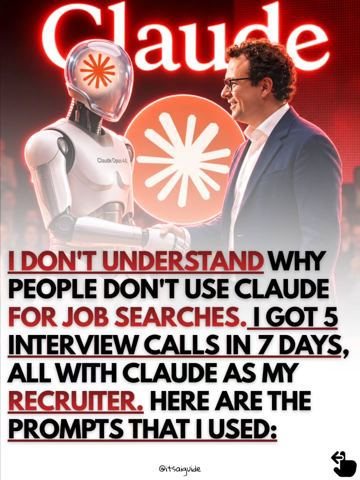 Claude
Claude Opus 4.6
I DON'T UNDERSTAND WHY
PEOPLE DON'T USE CLAUDE
FOR JOB SEARCHES. I GOT 5
INTERVIEW CALLS IN 7 DAYS,
ALL WITH CLAUDE AS MY
RECRUITER. HERE ARE THE
PROMPTS THAT I USED:
@itsaiguide